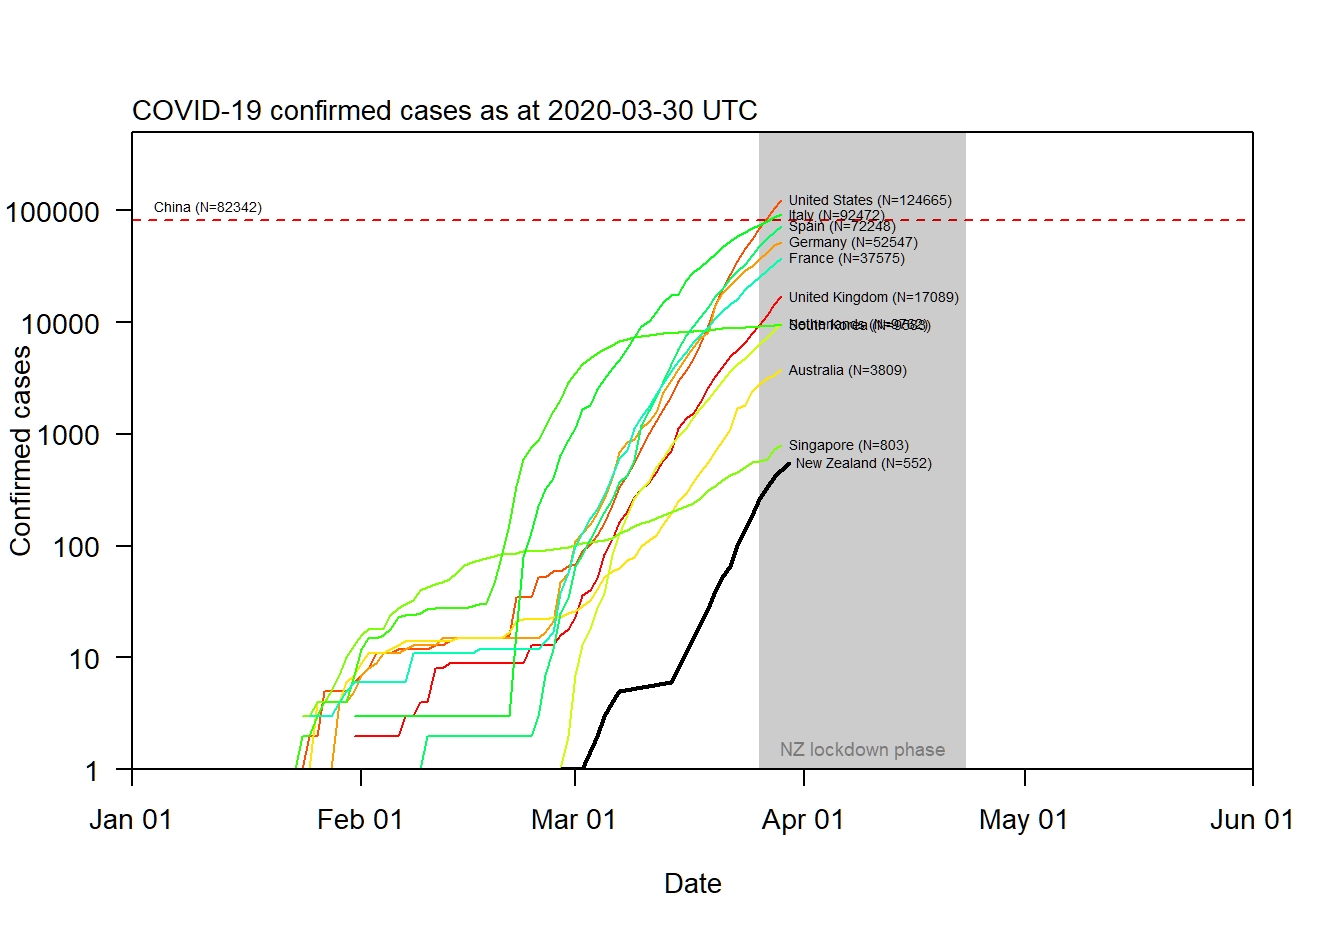 COVID-19 confirmed cases as at 2020-03-30 UTC
China (N=82342)
United States (N=124665)
Italy (N=92472)
Spain (N=72248)
Germany (N=52547)
France (N=37575)
United Kingdom (N=17089)
Netherlands
South Korea
Australia (N=3809)
Singapore (N=803)
New Zealand (N=552)
NZ lockdown phase
Confirmed cases
100000
10000
1000
100
10
1
Jan 01
Feb 01
Mar 01
Apr 01
May 01
Jun 01
Date